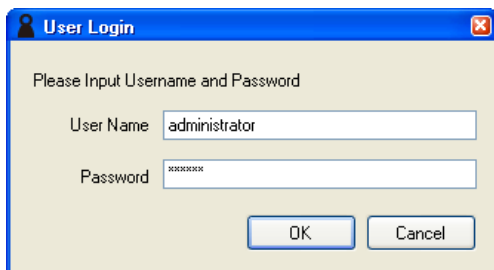 User Login
Please Input Username and Password
User Name administrator
Password ******
OK Cancel